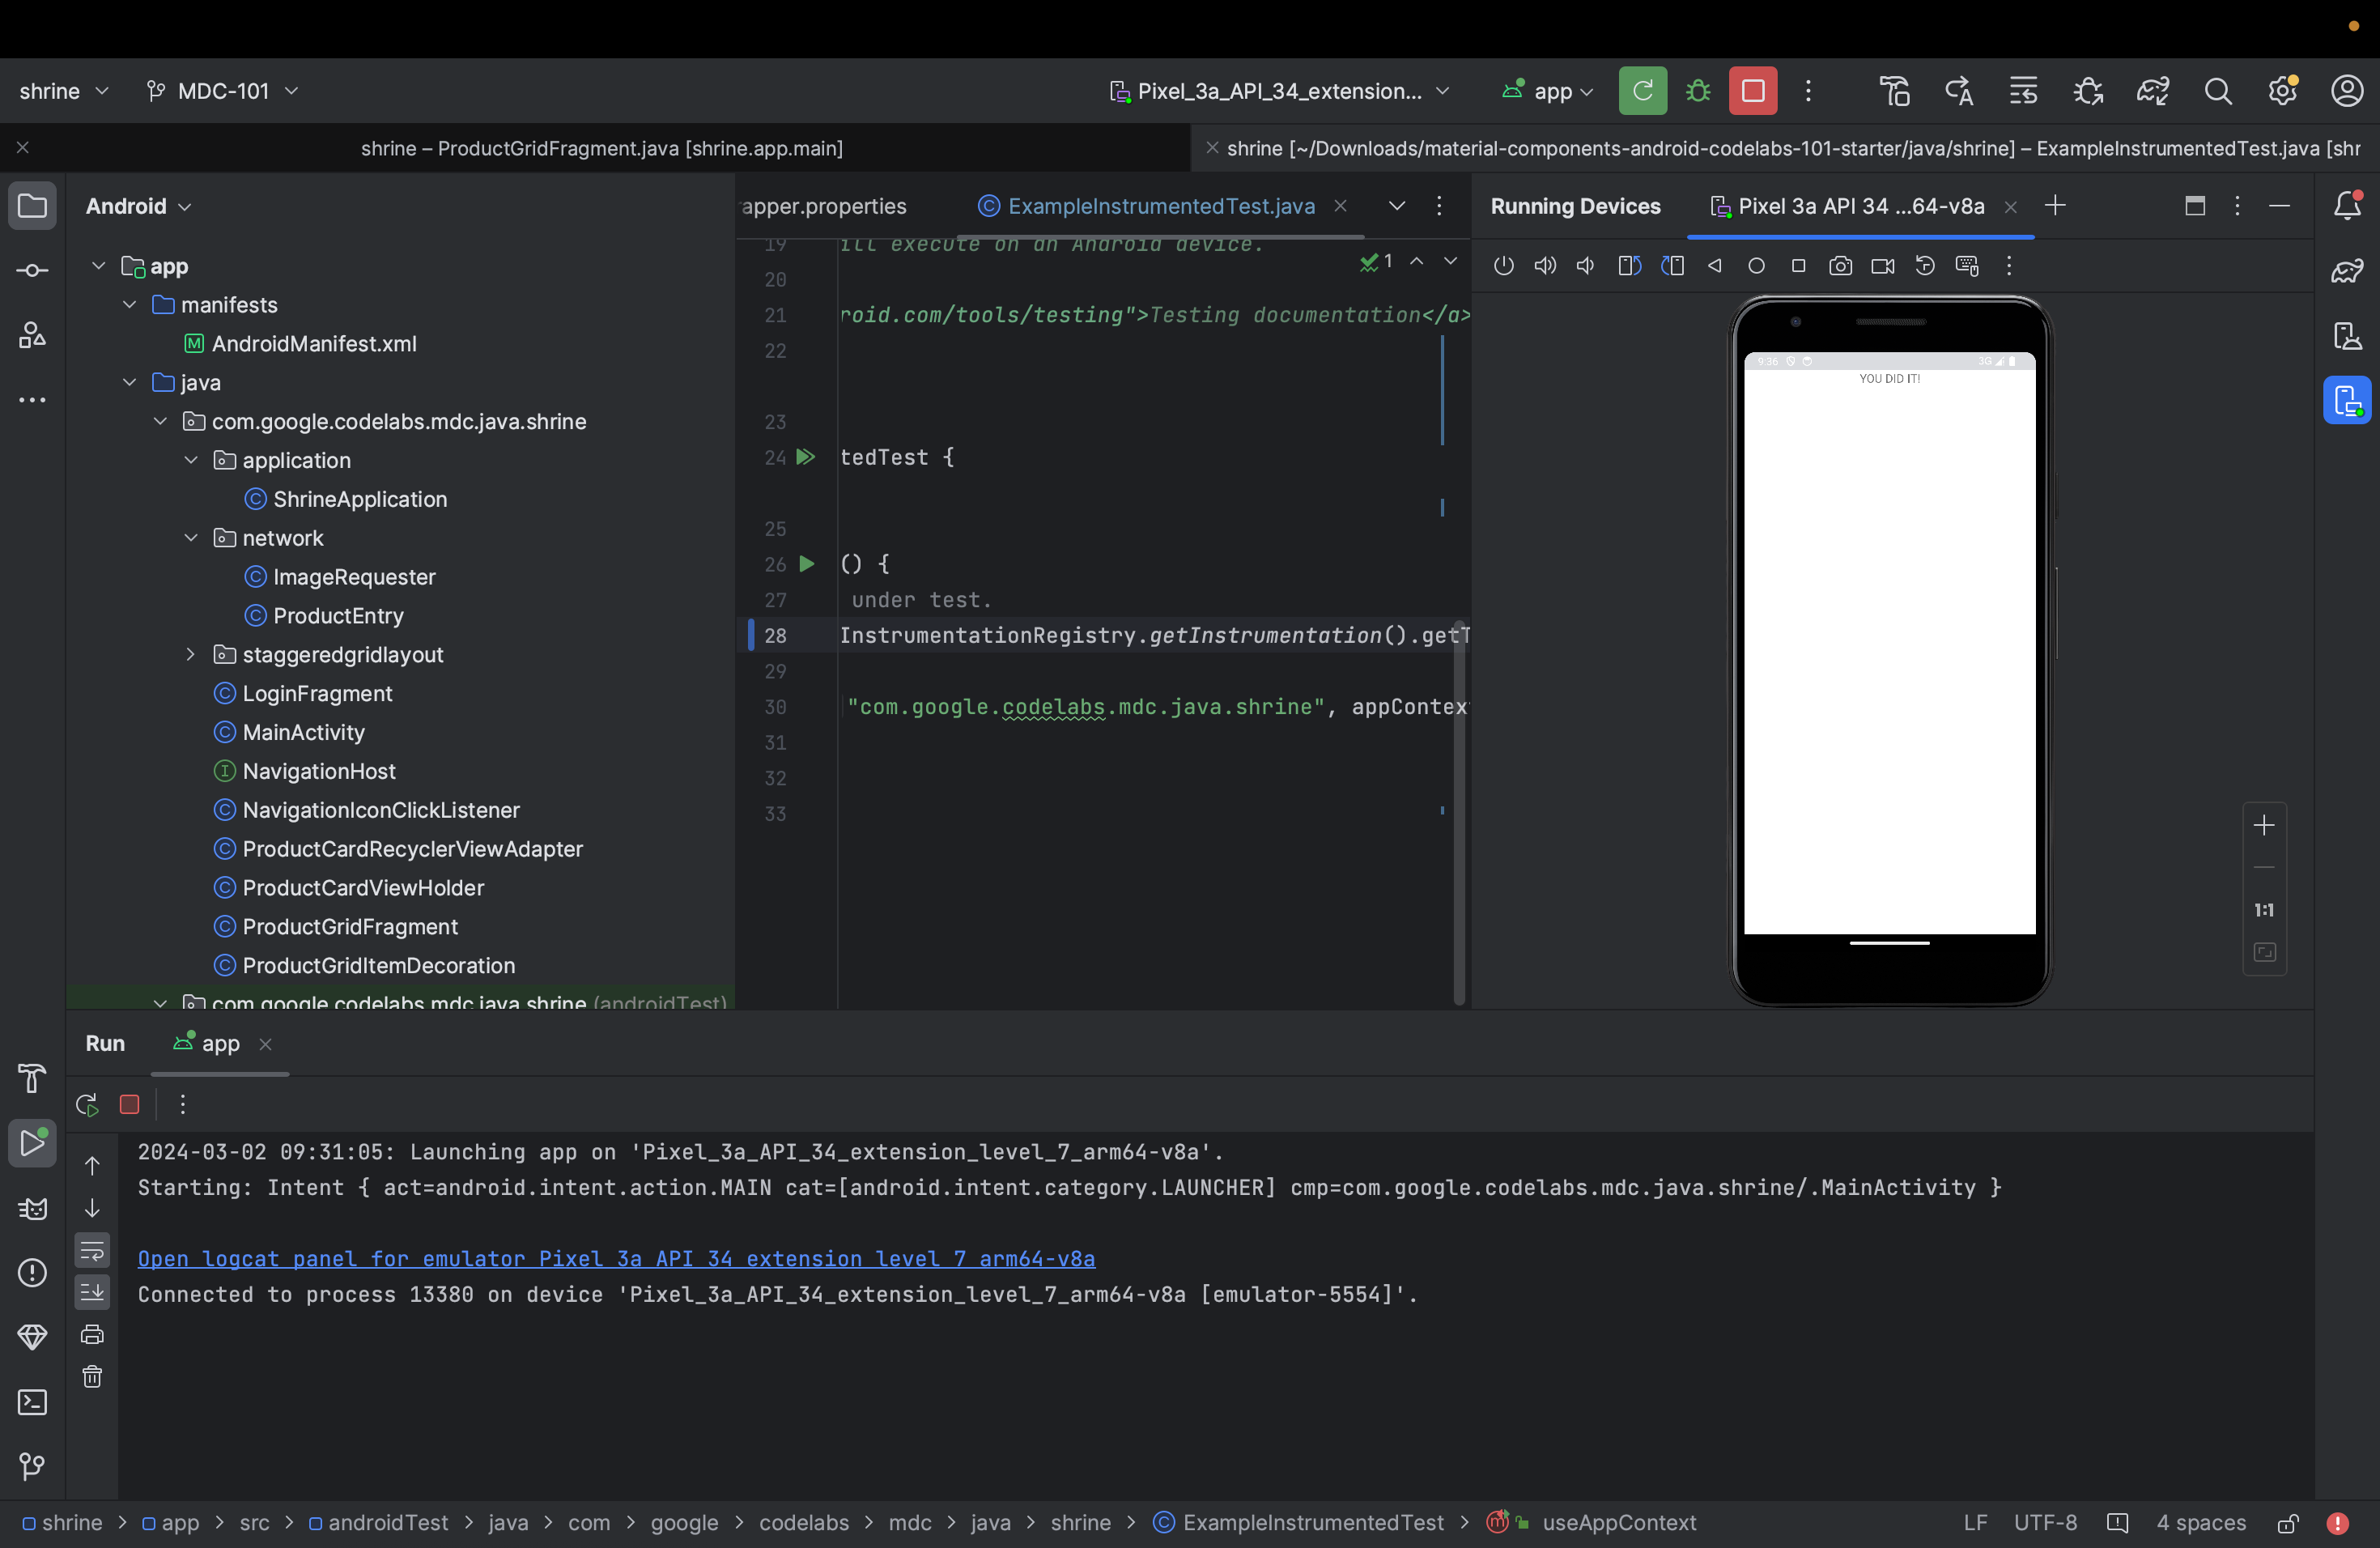 shrine
MDC-101
Pixel_3a_API_34_extension...
app
shrine – ProductGridFragment.java [shrine.app.main]
shrine [~/Downloads/material-components-android-codelabs-101-starter/java/shrine] – ExampleInstrumentedTest.java [shr
Android
app
manifests
AndroidManifest.xml
java
com.google.codelabs.mdc.java.shrine
application
ShrineApplication
network
ImageRequester
ProductEntry
staggeredgridlayout
LoginFragment
MainActivity
NavigationHost
NavigationIconClickListener
ProductCardRecyclerViewAdapter
ProductCardViewHolder
ProductGridFragment
ProductGridItemDecoration
com.google.codelabs.mdc.java.shrine (androidTest)
apper.properties
ExampleInstrumentedTest.java
1
19 ill execute on an Android device.
20
21 roid.com/tools/testing">Testing documentation</a>
22
23
24 tedTest {
25
26 () {
27 under test.
28 InstrumentationRegistry.getInstrumentation().getT
29
30 "com.google.codelabs.mdc.java.shrine", appContex
31
32
33
Running Devices
Pixel 3a API 34 ...64-v8a
9:36
3G
YOU DID IT!
1:1
Run
app
2024-03-02 09:31:05: Launching app on 'Pixel_3a_API_34_extension_level_7_arm64-v8a'.
Starting: Intent { act=android.intent.action.MAIN cat=[android.intent.category.LAUNCHER] cmp=com.google.codelabs.mdc.java.shrine/.MainActivity }
Open logcat panel for emulator Pixel 3a API 34 extension level 7 arm64-v8a
Connected to process 13380 on device 'Pixel_3a_API_34_extension_level_7_arm64-v8a [emulator-5554]'.
shrine > app > src > androidTest > java > com > google > codelabs > mdc > java > shrine > ExampleInstrumentedTest > useAppContext
LF
UTF-8
4 spaces